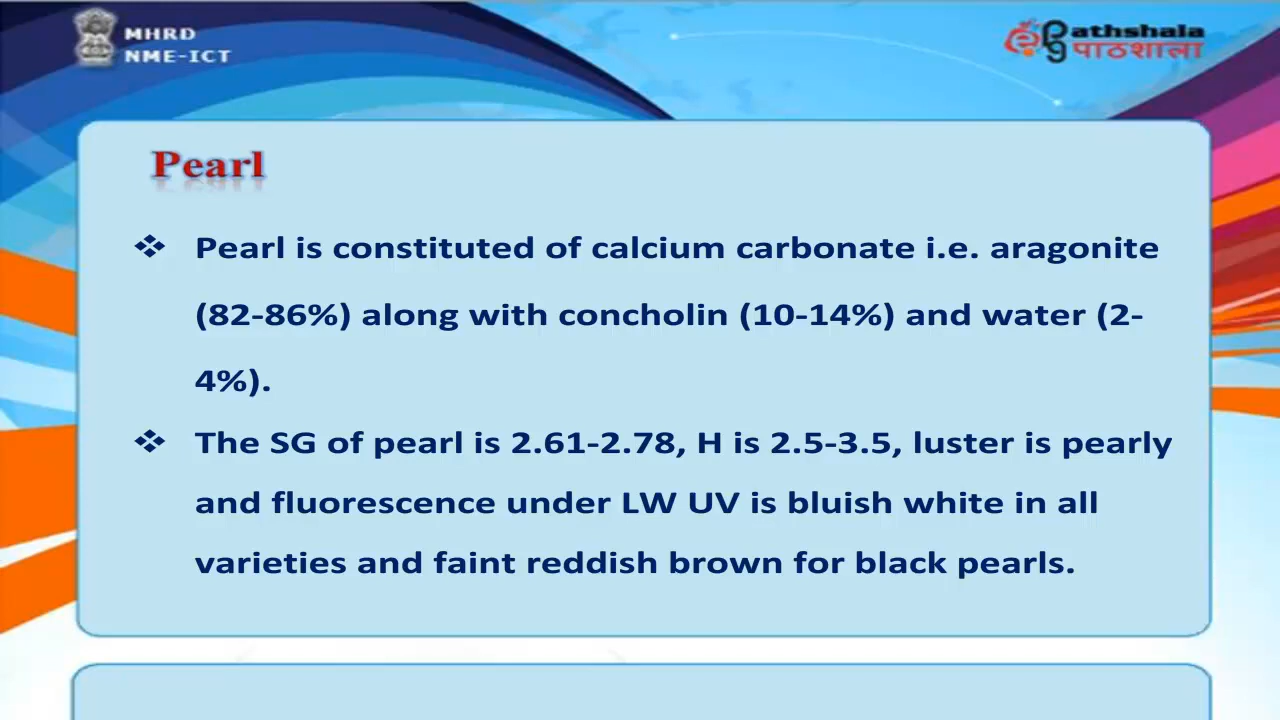 MHRD
NME-ICT
ePG athshala
पाठशाला
Pearl
❖ Pearl is constituted of calcium carbonate i.e. aragonite
(82-86%) along with concholin (10-14%) and water (2-
4%).
❖ The SG of pearl is 2.61-2.78, H is 2.5-3.5, luster is pearly
and fluorescence under LW UV is bluish white in all
varieties and faint reddish brown for black pearls.